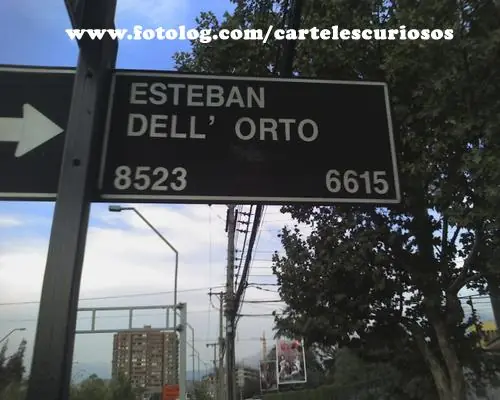 www.fotolog.com/cartelescuriosos
ESTEBAN
DELL' ORTO
8523 6615